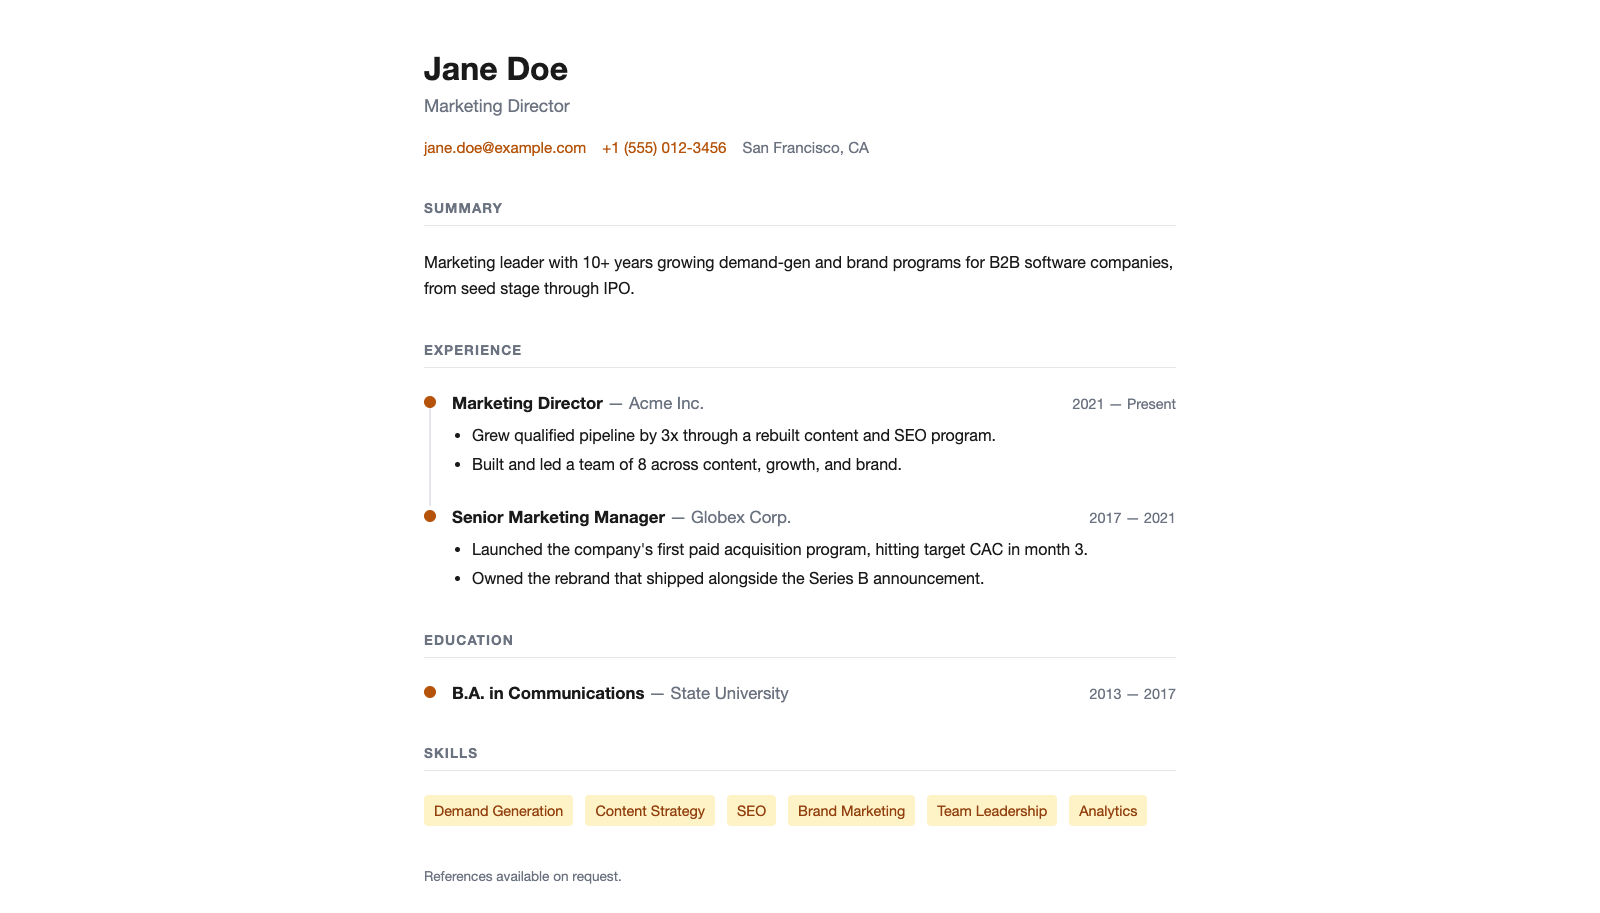 Jane Doe
Marketing Director
jane.doe@example.com +1 (555) 012-3456 San Francisco, CA
SUMMARY
Marketing leader with 10+ years growing demand-gen and brand programs for B2B software companies,
from seed stage through IPO.
EXPERIENCE
Marketing Director — Acme Inc. 2021 — Present
• Grew qualified pipeline by 3x through a rebuilt content and SEO program.
• Built and led a team of 8 across content, growth, and brand.
Senior Marketing Manager — Globex Corp. 2017 — 2021
• Launched the company's first paid acquisition program, hitting target CAC in month 3.
• Owned the rebrand that shipped alongside the Series B announcement.
EDUCATION
B.A. in Communications — State University 2013 — 2017
SKILLS
Demand Generation Content Strategy SEO Brand Marketing Team Leadership Analytics
References available on request.